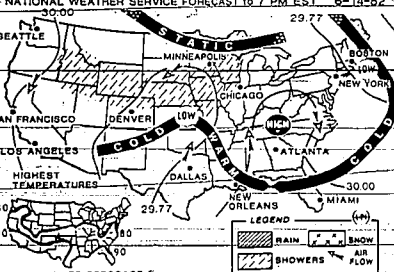 NATIONAL WEATHER SERVICE FORECAST to 7 PM EST 6-14-82
30.00
29.77
SEATTLE
STATIC
BOSTON
MINNEAPOLIS
LOW
NEW YORK
CHICAGO
SAN FRANCISCO
DENVER
LOW
HIGH
COLD
WARM
COLD
LOS ANGELES
ATLANTA
DALLAS
HIGHEST
TEMPERATURES
29.77
NEW
ORLEANS
30.00
MIAMI
LEGEND
RAIN
SNOW
SHOWERS
AIR
FLOW
80
90